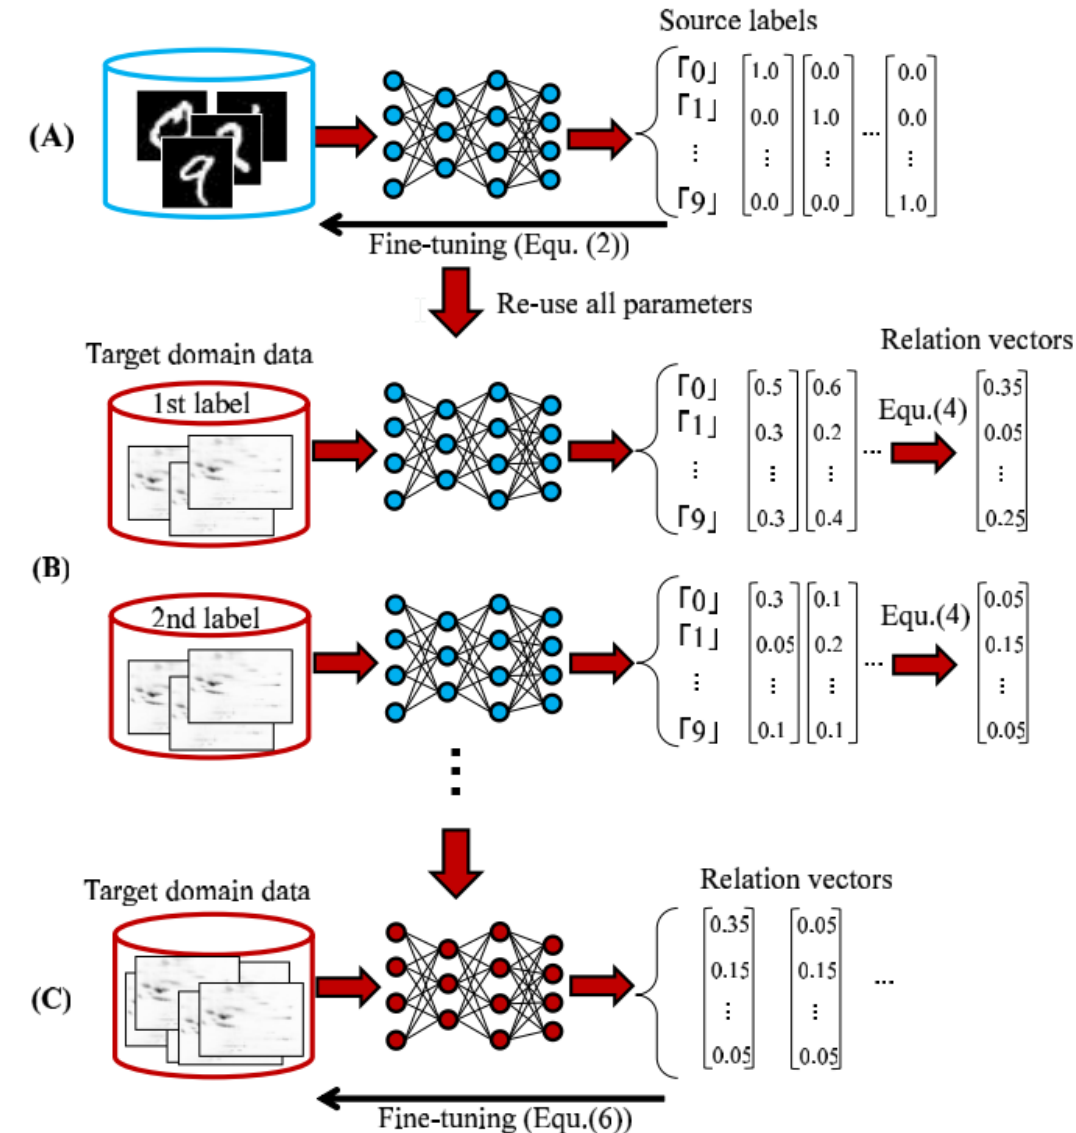 Source labels
(A)
「0」 1.0 0.0 0.0
「1」 0.0 1.0 ... 0.0
⋮ ⋮ ⋮ ⋮
「9」 0.0 0.0 1.0
Fine-tuning (Equ. (2))
Re-use all parameters
Target domain data
Relation vectors
1st label
「0」 0.5 0.6 0.35
「1」 0.3 0.2 ... Equ.(4) 0.05
⋮ ⋮ ⋮ ⋮
「9」 0.3 0.4 0.25
(B)
2nd label
「0」 0.3 0.1 0.05
「1」 0.05 0.2 ... Equ.(4) 0.15
⋮ ⋮ ⋮ ⋮
「9」 0.1 0.1 0.05
⋮
Target domain data
Relation vectors
(C)
0.35 0.05
0.15 0.15 ...
⋮ ⋮
0.05 0.05
Fine-tuning (Equ.(6))